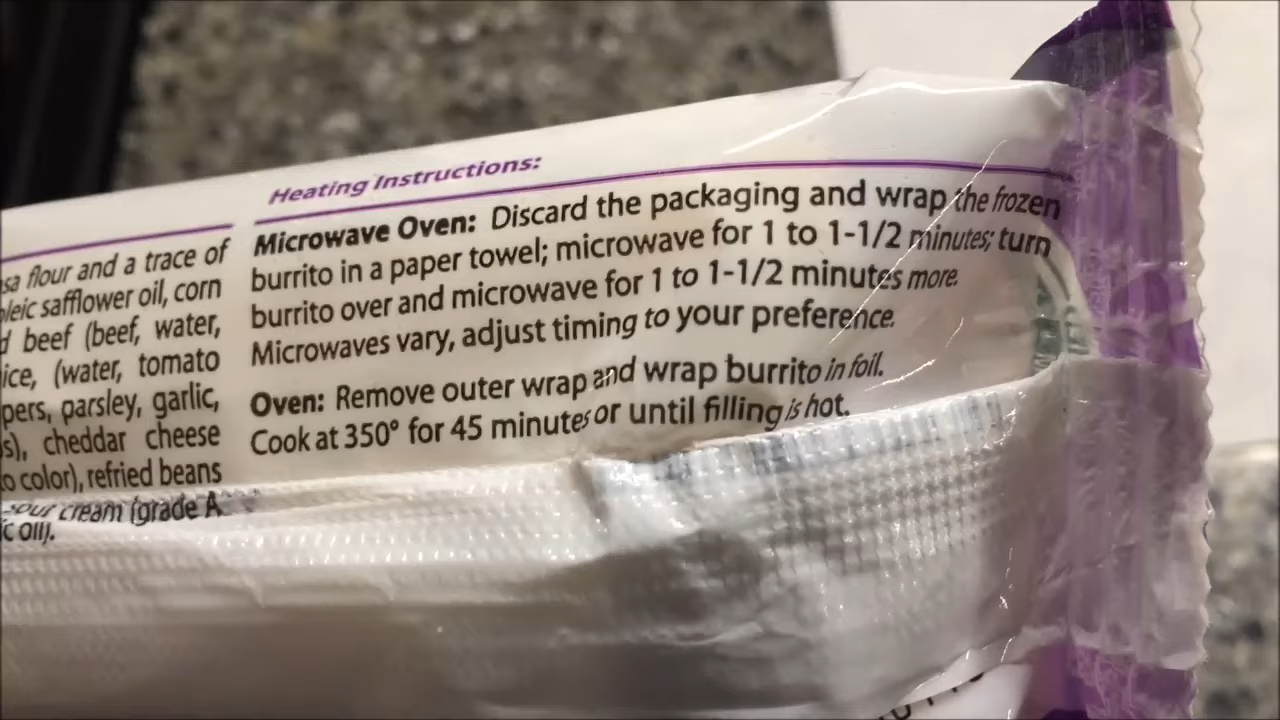 Heating Instructions:
Microwave Oven: Discard the packaging and wrap the frozen
burrito in a paper towel; microwave for 1 to 1-1/2 minutes; turn
burrito over and microwave for 1 to 1-1/2 minutes more.
Microwaves vary, adjust timing to your preference.
Oven: Remove outer wrap and wrap burrito in foil.
Cook at 350° for 45 minutes or until filling is hot.
flour and a trace of
safflower oil, corn
beef (beef, water,
(water, tomato
parsley, garlic,
cheddar cheese
color), refried beans
sour cream (grade A
oil).